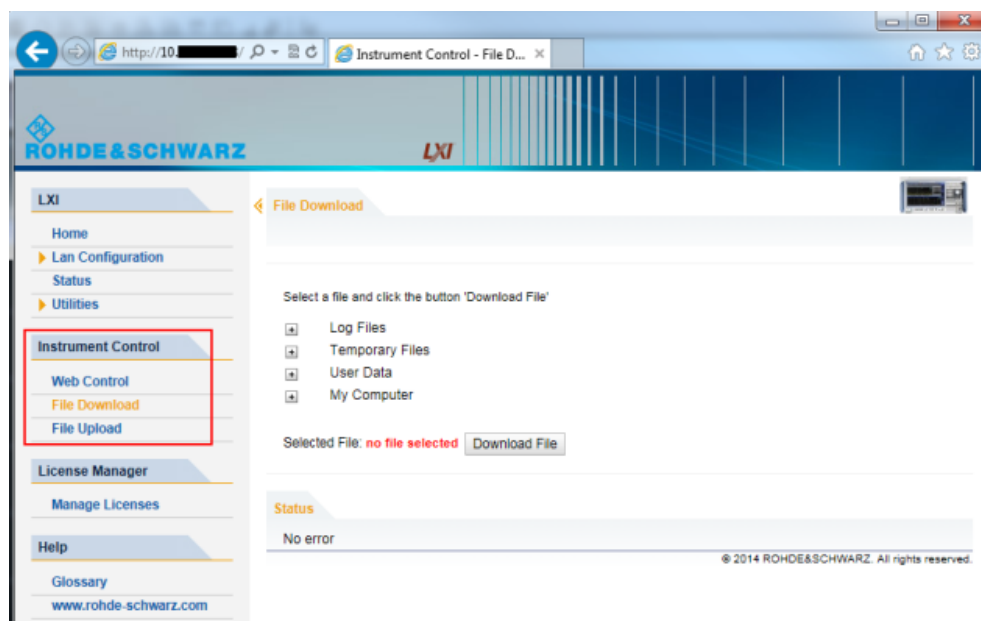 http://10.
/
Instrument Control - File D...
ROHDE&SCHWARZ
LXI
LXI
Home
Lan Configuration
Status
Utilities
Instrument Control
Web Control
File Download
File Upload
License Manager
Manage Licenses
Help
Glossary
www.rohde-schwarz.com
File Download
Select a file and click the button 'Download File'
Log Files
Temporary Files
User Data
My Computer
Selected File: no file selected Download File
Status
No error
© 2014 ROHDE&SCHWARZ. All rights reserved.